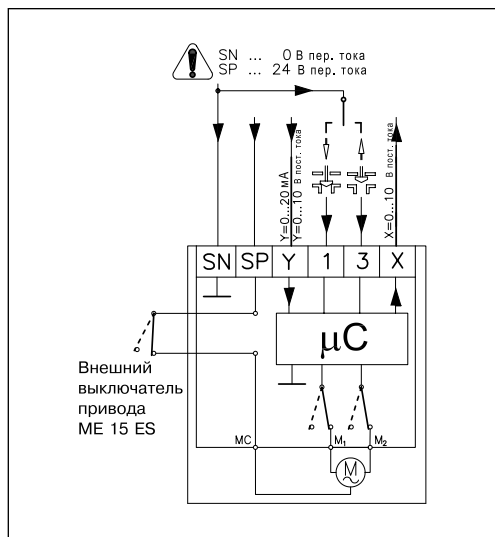 SN ... 0 В пер. тока
SP ... 24 В пер. тока
Y=0...20 мА
Y=0...10 В пост. тока
X=0...10 В пост. тока
SN SP Y 1 3 X
μC
Внешний
выключатель
привода
ME 15 ES
MC M1 M2
M